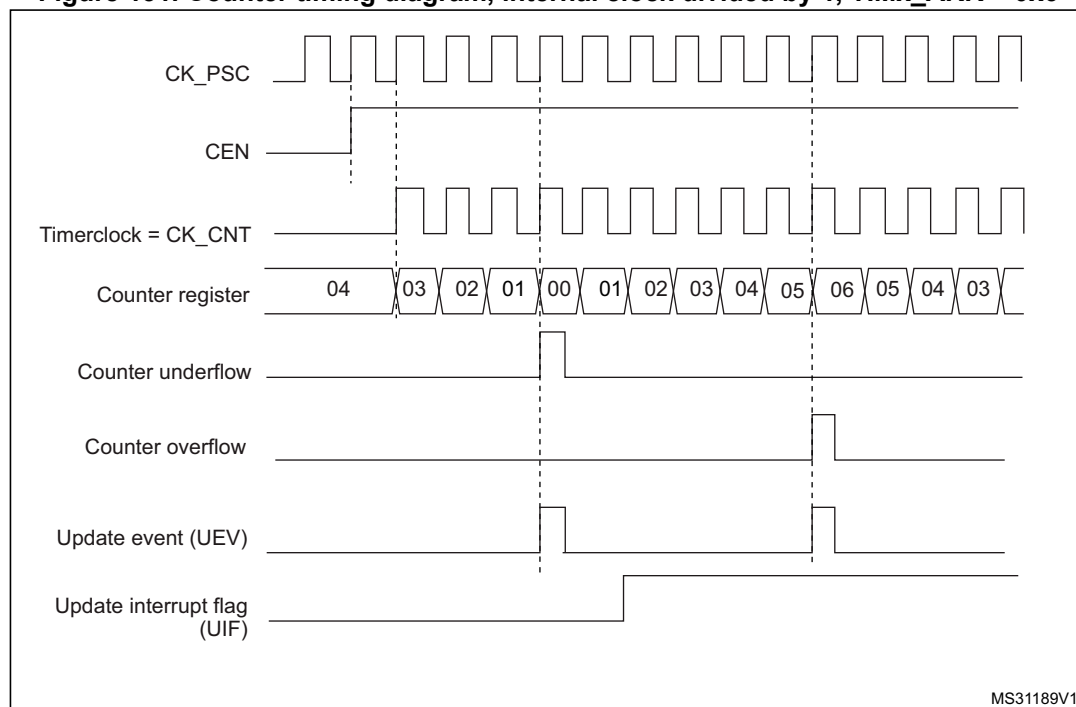 CK_PSC
CEN
Timerclock = CK_CNT
Counter register 04 03 02 01 00 01 02 03 04 05 06 05 04 03
Counter underflow
Counter overflow
Update event (UEV)
Update interrupt flag
(UIF)
MS31189V1